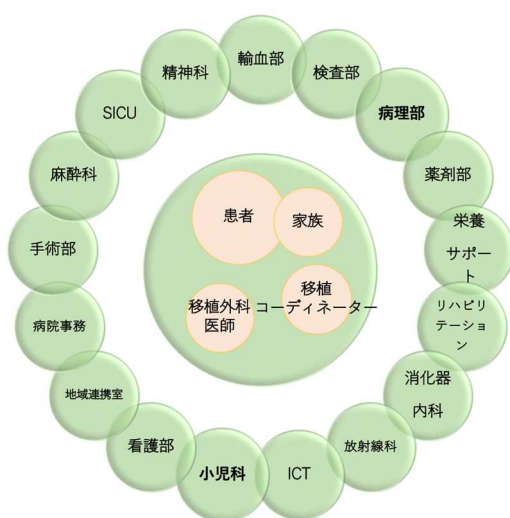 輸血部
検査部
病理部
薬剤部
栄養
サポー
ト
リハビリ
テーショ
ン
消化器
内科
放射線科
ICT
小児科
看護部
地域連携室
病院事務
手術部
麻酔科
SICU
精神科
患者
家族
移植外科
医師
移植
コーディネーター